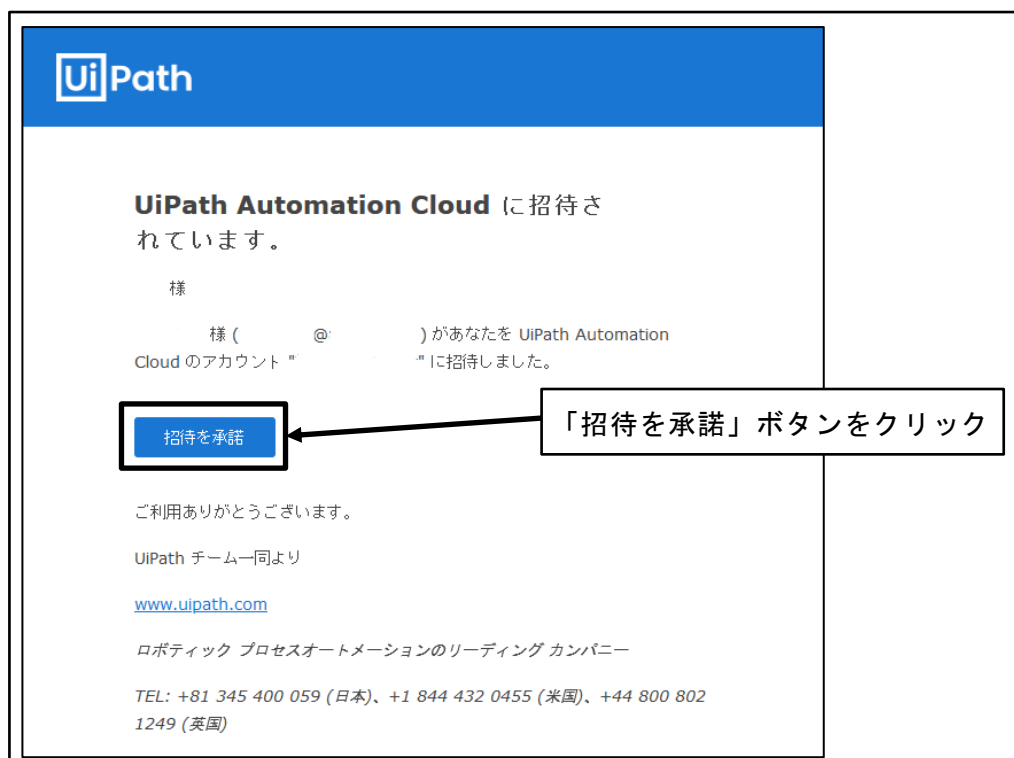 UiPath
UiPath Automation Cloud に招待さ
れています。
様
様 ( @ ) があなたを UiPath Automation
Cloud のアカウント " " に招待しました。
招待を承諾
「招待を承諾」ボタンをクリック
ご利用ありがとうございます。
UiPath チーム一同より
www.uipath.com
ロボティック プロセスオートメーションのリーディング カンパニー
TEL: +81 345 400 059 (日本)、+1 844 432 0455 (米国)、+44 800 802
1249 (英国)